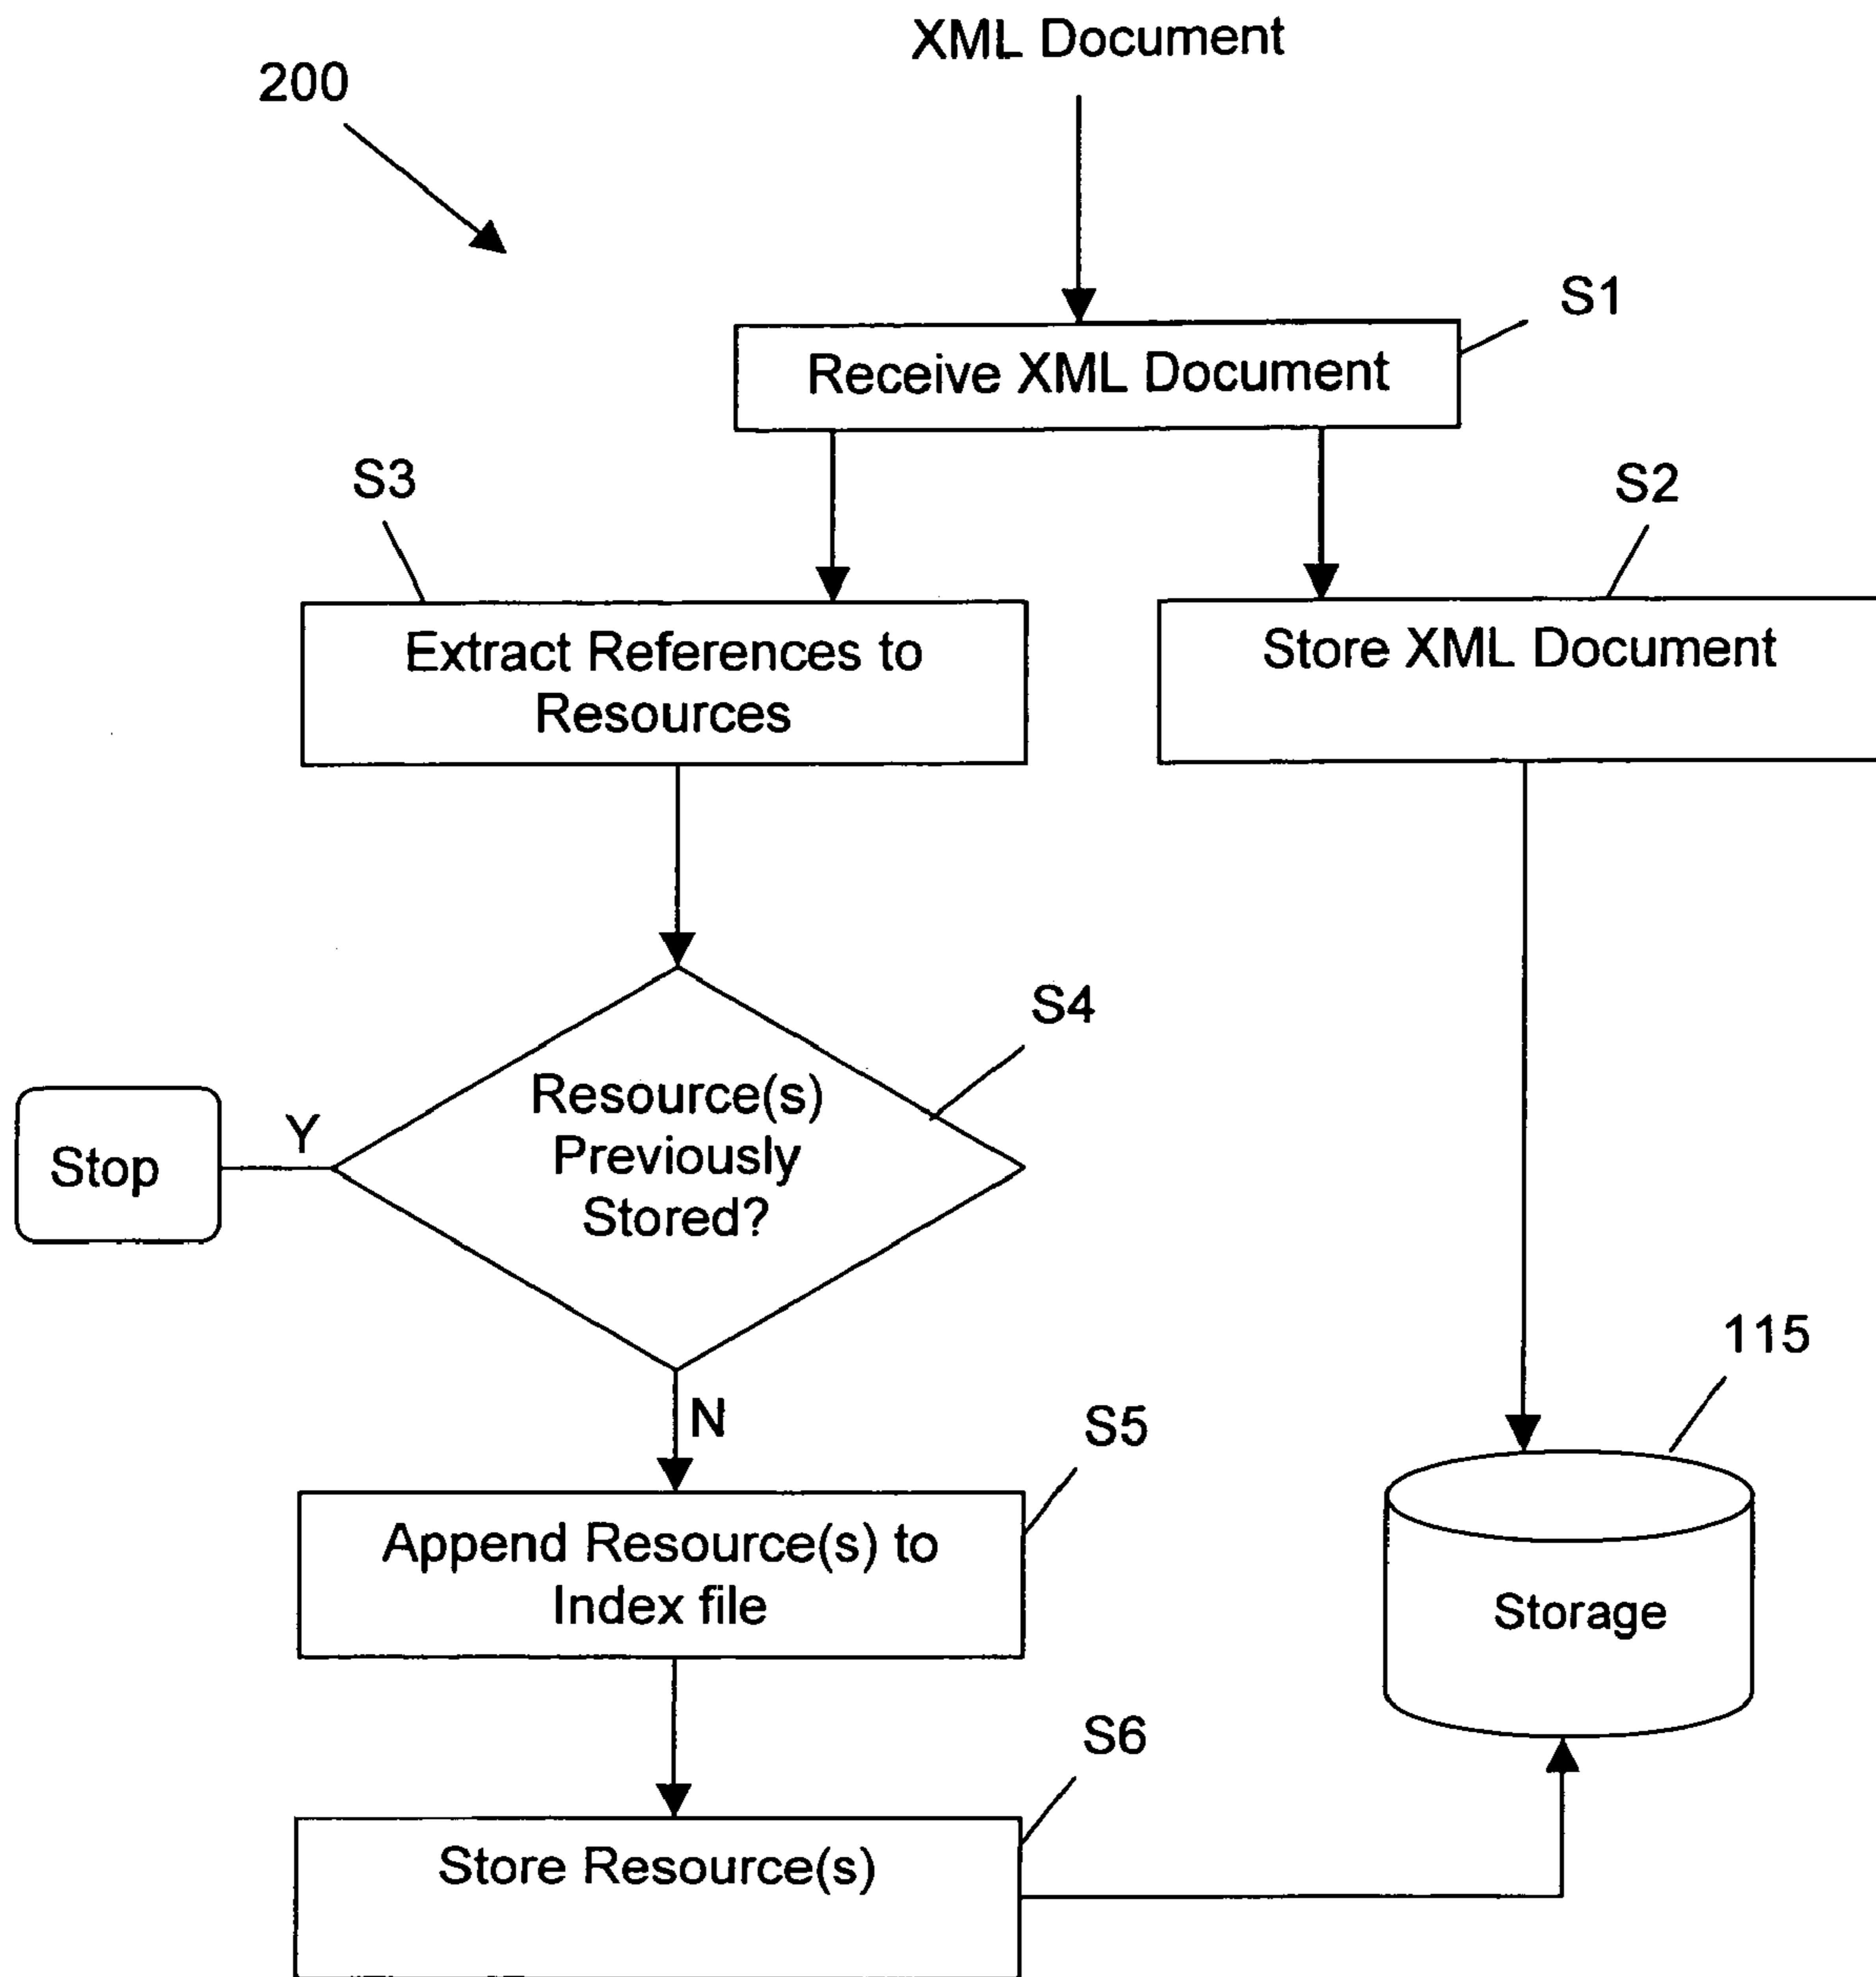 XML Document
200
S1
Receive XML Document
S3
S2
Extract References to
Resources
Store XML Document
S4
Resource(s)
Previously
Stored?
Y
Stop
115
N
S5
Append Resource(s) to
Index file
Storage
S6
Store Resource(s)